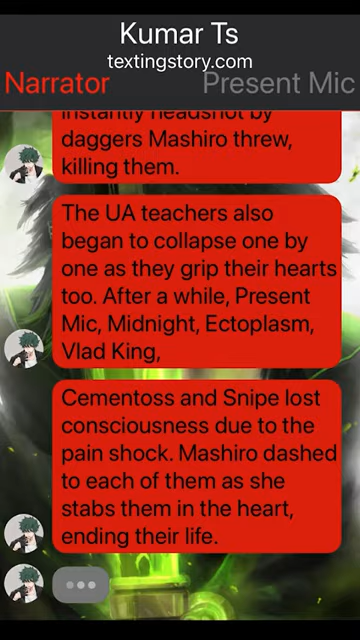 Kumar Ts
textingstory.com
Narrator
Present Mic
instantly headshot by
daggers Mashiro threw,
killing them.
The UA teachers also
began to collapse one by
one as they grip their hearts
too. After a while, Present
Mic, Midnight, Ectoplasm,
Vlad King,
Cementoss and Snipe lost
consciousness due to the
pain shock. Mashiro dashed
to each of them as she
stabs them in the heart,
ending their life.